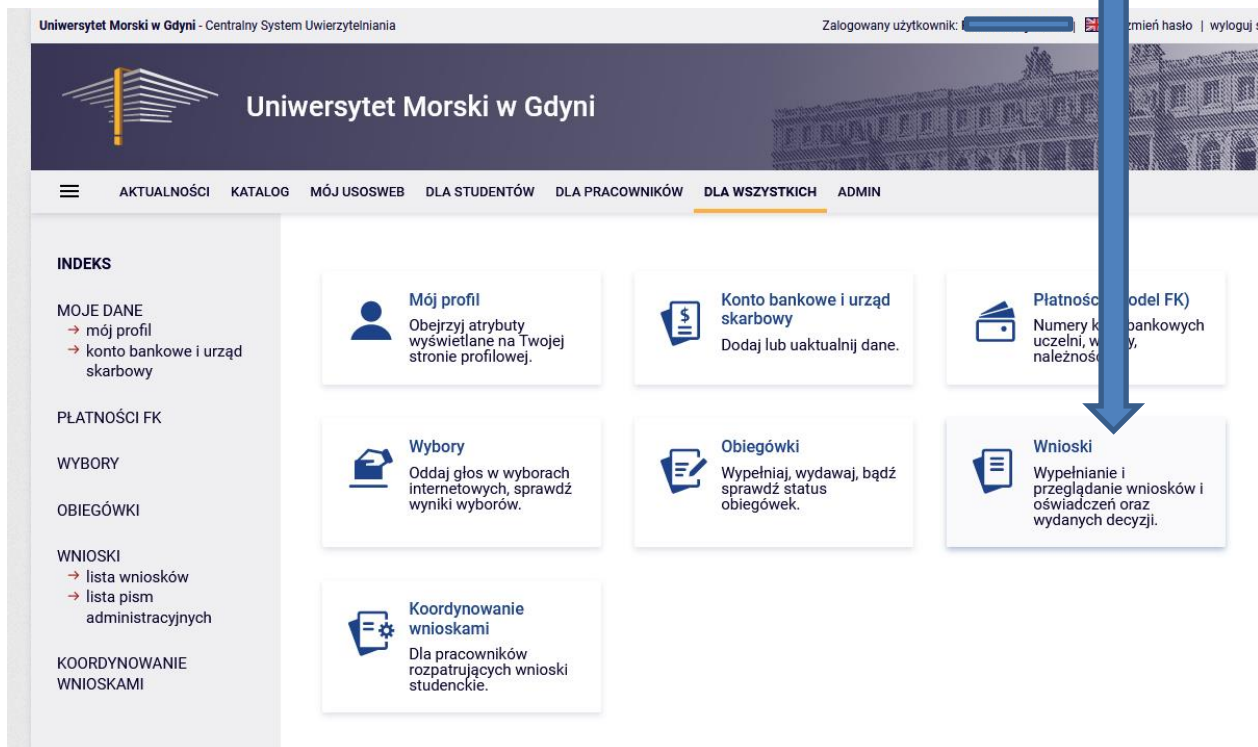 Uniwersytet Morski w Gdyni - Centralny System Uwierzytelniania
Zalogowany użytkownik: | zmień hasło | wyloguj s
Uniwersytet Morski w Gdyni
AKTUALNOŚCI KATALOG MÓJ USOSWEB DLA STUDENTÓW DLA PRACOWNIKÓW DLA WSZYSTKICH ADMIN
INDEKS
MOJE DANE
→ mój profil
→ konto bankowe i urząd
skarbowy
PŁATNOŚCI FK
WYBORY
OBIEGÓWKI
WNIOSKI
→ lista wniosków
→ lista pism
administracyjnych
KOORDYNOWANIE
WNIOSKAMI
Mój profil
Obejrzyj atrybuty
wyświetlane na Twojej
stronie profilowej.
Konto bankowe i urząd
skarbowy
Dodaj lub uaktualnij dane.
FK)
Numery bankowych
uczelni,
Wybory
Oddaj głos w wyborach
internetowych, sprawdź
wyniki wyborów.
Obiegówki
Wypełniaj, wydawaj, bądź
sprawdź status
obiegówek.
Wnioski
Wypełnianie i
przeglądanie wniosków i
oświadczeń oraz
wydanych decyzji.
Koordynowanie
wnioskami
Dla pracowników
rozpatrujących wnioski
studenckie.